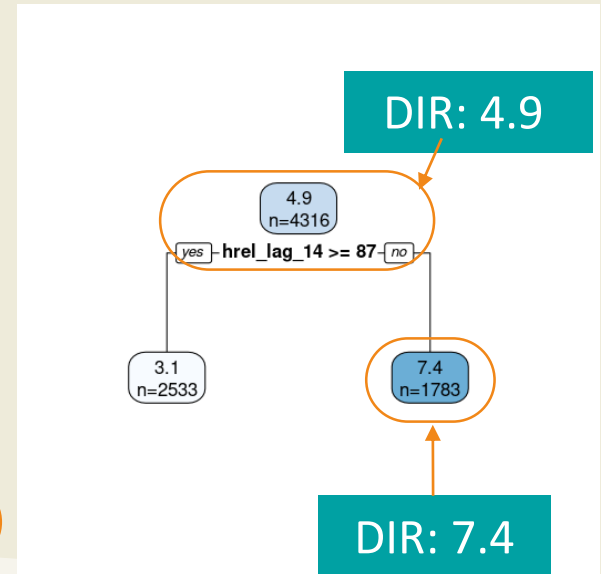 DIR: 4.9
4.9
n=4316
yes hrel_lag_14 >= 87 no
3.1
n=2533
7.4
n=1783
DIR: 7.4